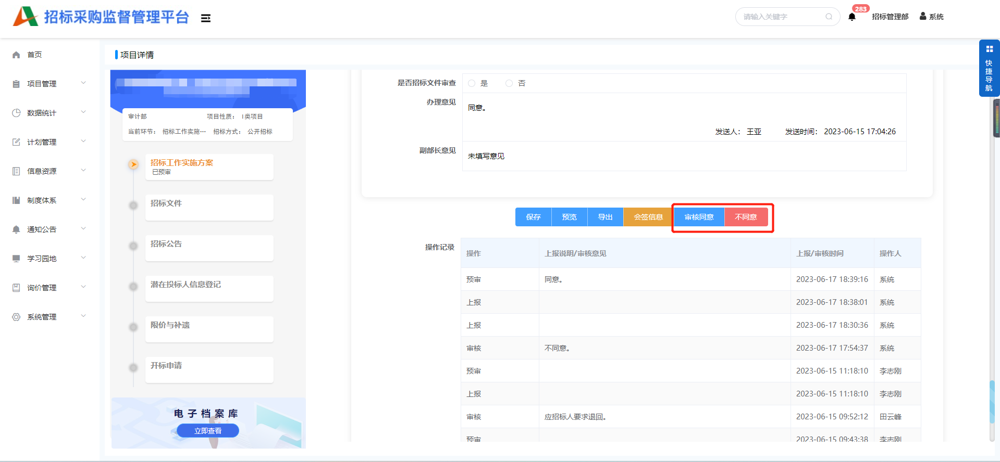 招标采购监督管理平台
请输入关键字
283
招标管理部
系统
首页
项目管理
数据统计
计划管理
信息资源
制度体系
通知公告
学习园地
询价管理
系统管理
项目详情
快捷导航
审计部 项目性质： I类项目
当前环节： 招标工作实施… 招标方式： 公开招标
招标工作实施方案
已预审
招标文件
招标公告
潜在投标人信息登记
限价与补遗
开标申请
电子档案库
立即查看
是否招标文件审查 是 否
办理意见
同意。
发送人： 王亚 发送时间： 2023-06-15 17:04:26
副部长意见
未填写意见
保存 预览 导出 会签信息 审核同意 不同意
操作记录
操作 上报说明/审核意见 上报/审核时间 操作人
预审 同意。 2023-06-17 18:39:16 系统
上报 2023-06-17 18:38:01 系统
上报 2023-06-17 18:30:36 系统
审核 不同意。 2023-06-17 17:54:37 系统
预审 2023-06-15 11:18:10 李志刚
上报 2023-06-15 11:18:10 李志刚
审核 应招标人要求退回。 2023-06-15 09:52:12 田云峰
预审 2023-06-15 09:43:38 李志刚